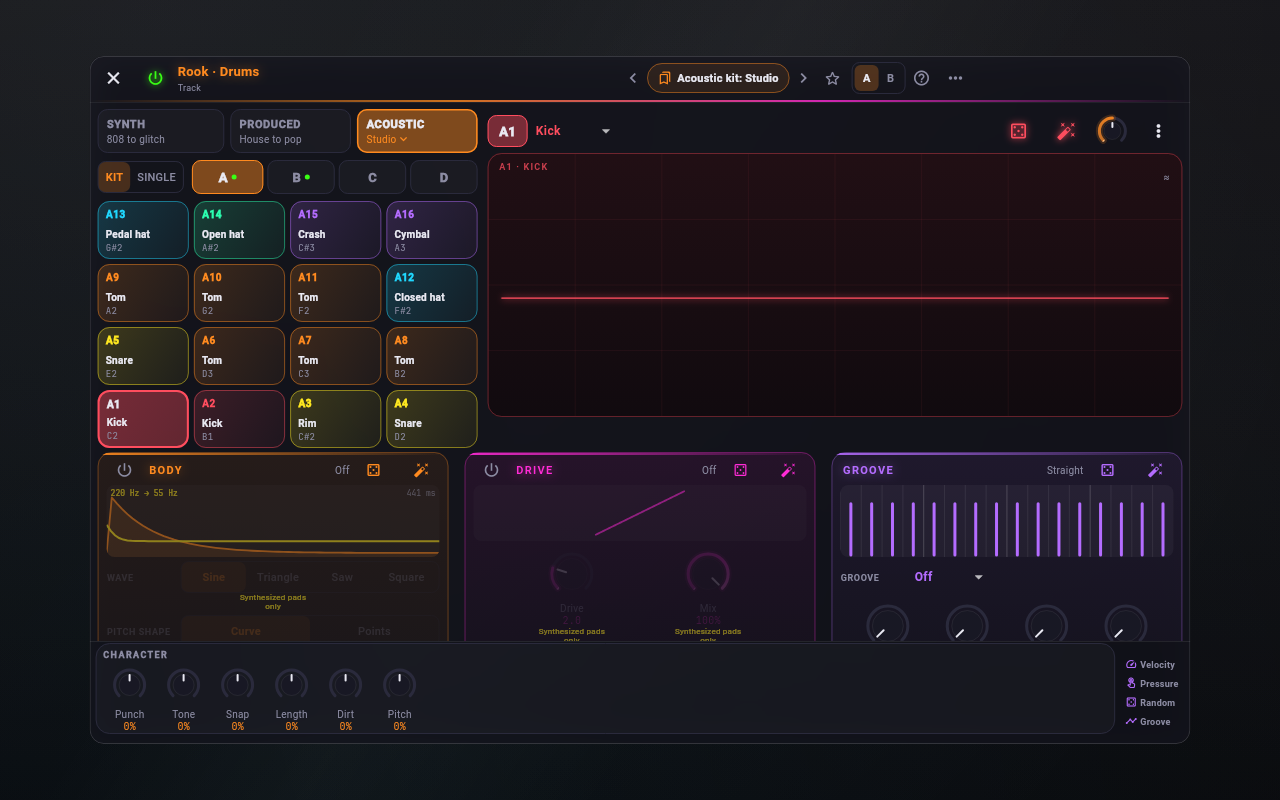 Rook · Drums
Track
Acoustic kit: Studio
A
B
SYNTH
808 to glitch
PRODUCED
House to pop
ACOUSTIC
Studio
A1
Kick
KIT
SINGLE
A
B
C
D
A1 · KICK
A13
Pedal hat
G#2
A14
Open hat
A#2
A15
Crash
C#3
A16
Cymbal
A3
A9
Tom
A2
A10
Tom
G2
A11
Tom
F2
A12
Closed hat
F#2
A5
Snare
E2
A6
Tom
D3
A7
Tom
C3
A8
Tom
B2
A1
Kick
C2
A2
Kick
B1
A3
Rim
C#2
A4
Snare
D2
BODY
Off
220 Hz → 55 Hz
441 ms
WAVE
Sine
Triangle
Saw
Square
Synthesized pads
only
PITCH SHAPE
Curve
Points
DRIVE
Off
Drive
2.0
Mix
100%
Synthesized pads
only
Synthesized pads
only
GROOVE
Straight
GROOVE
Off
CHARACTER
Punch
0%
Tone
0%
Snap
0%
Length
0%
Dirt
0%
Pitch
0%
Velocity
Pressure
Random
Groove